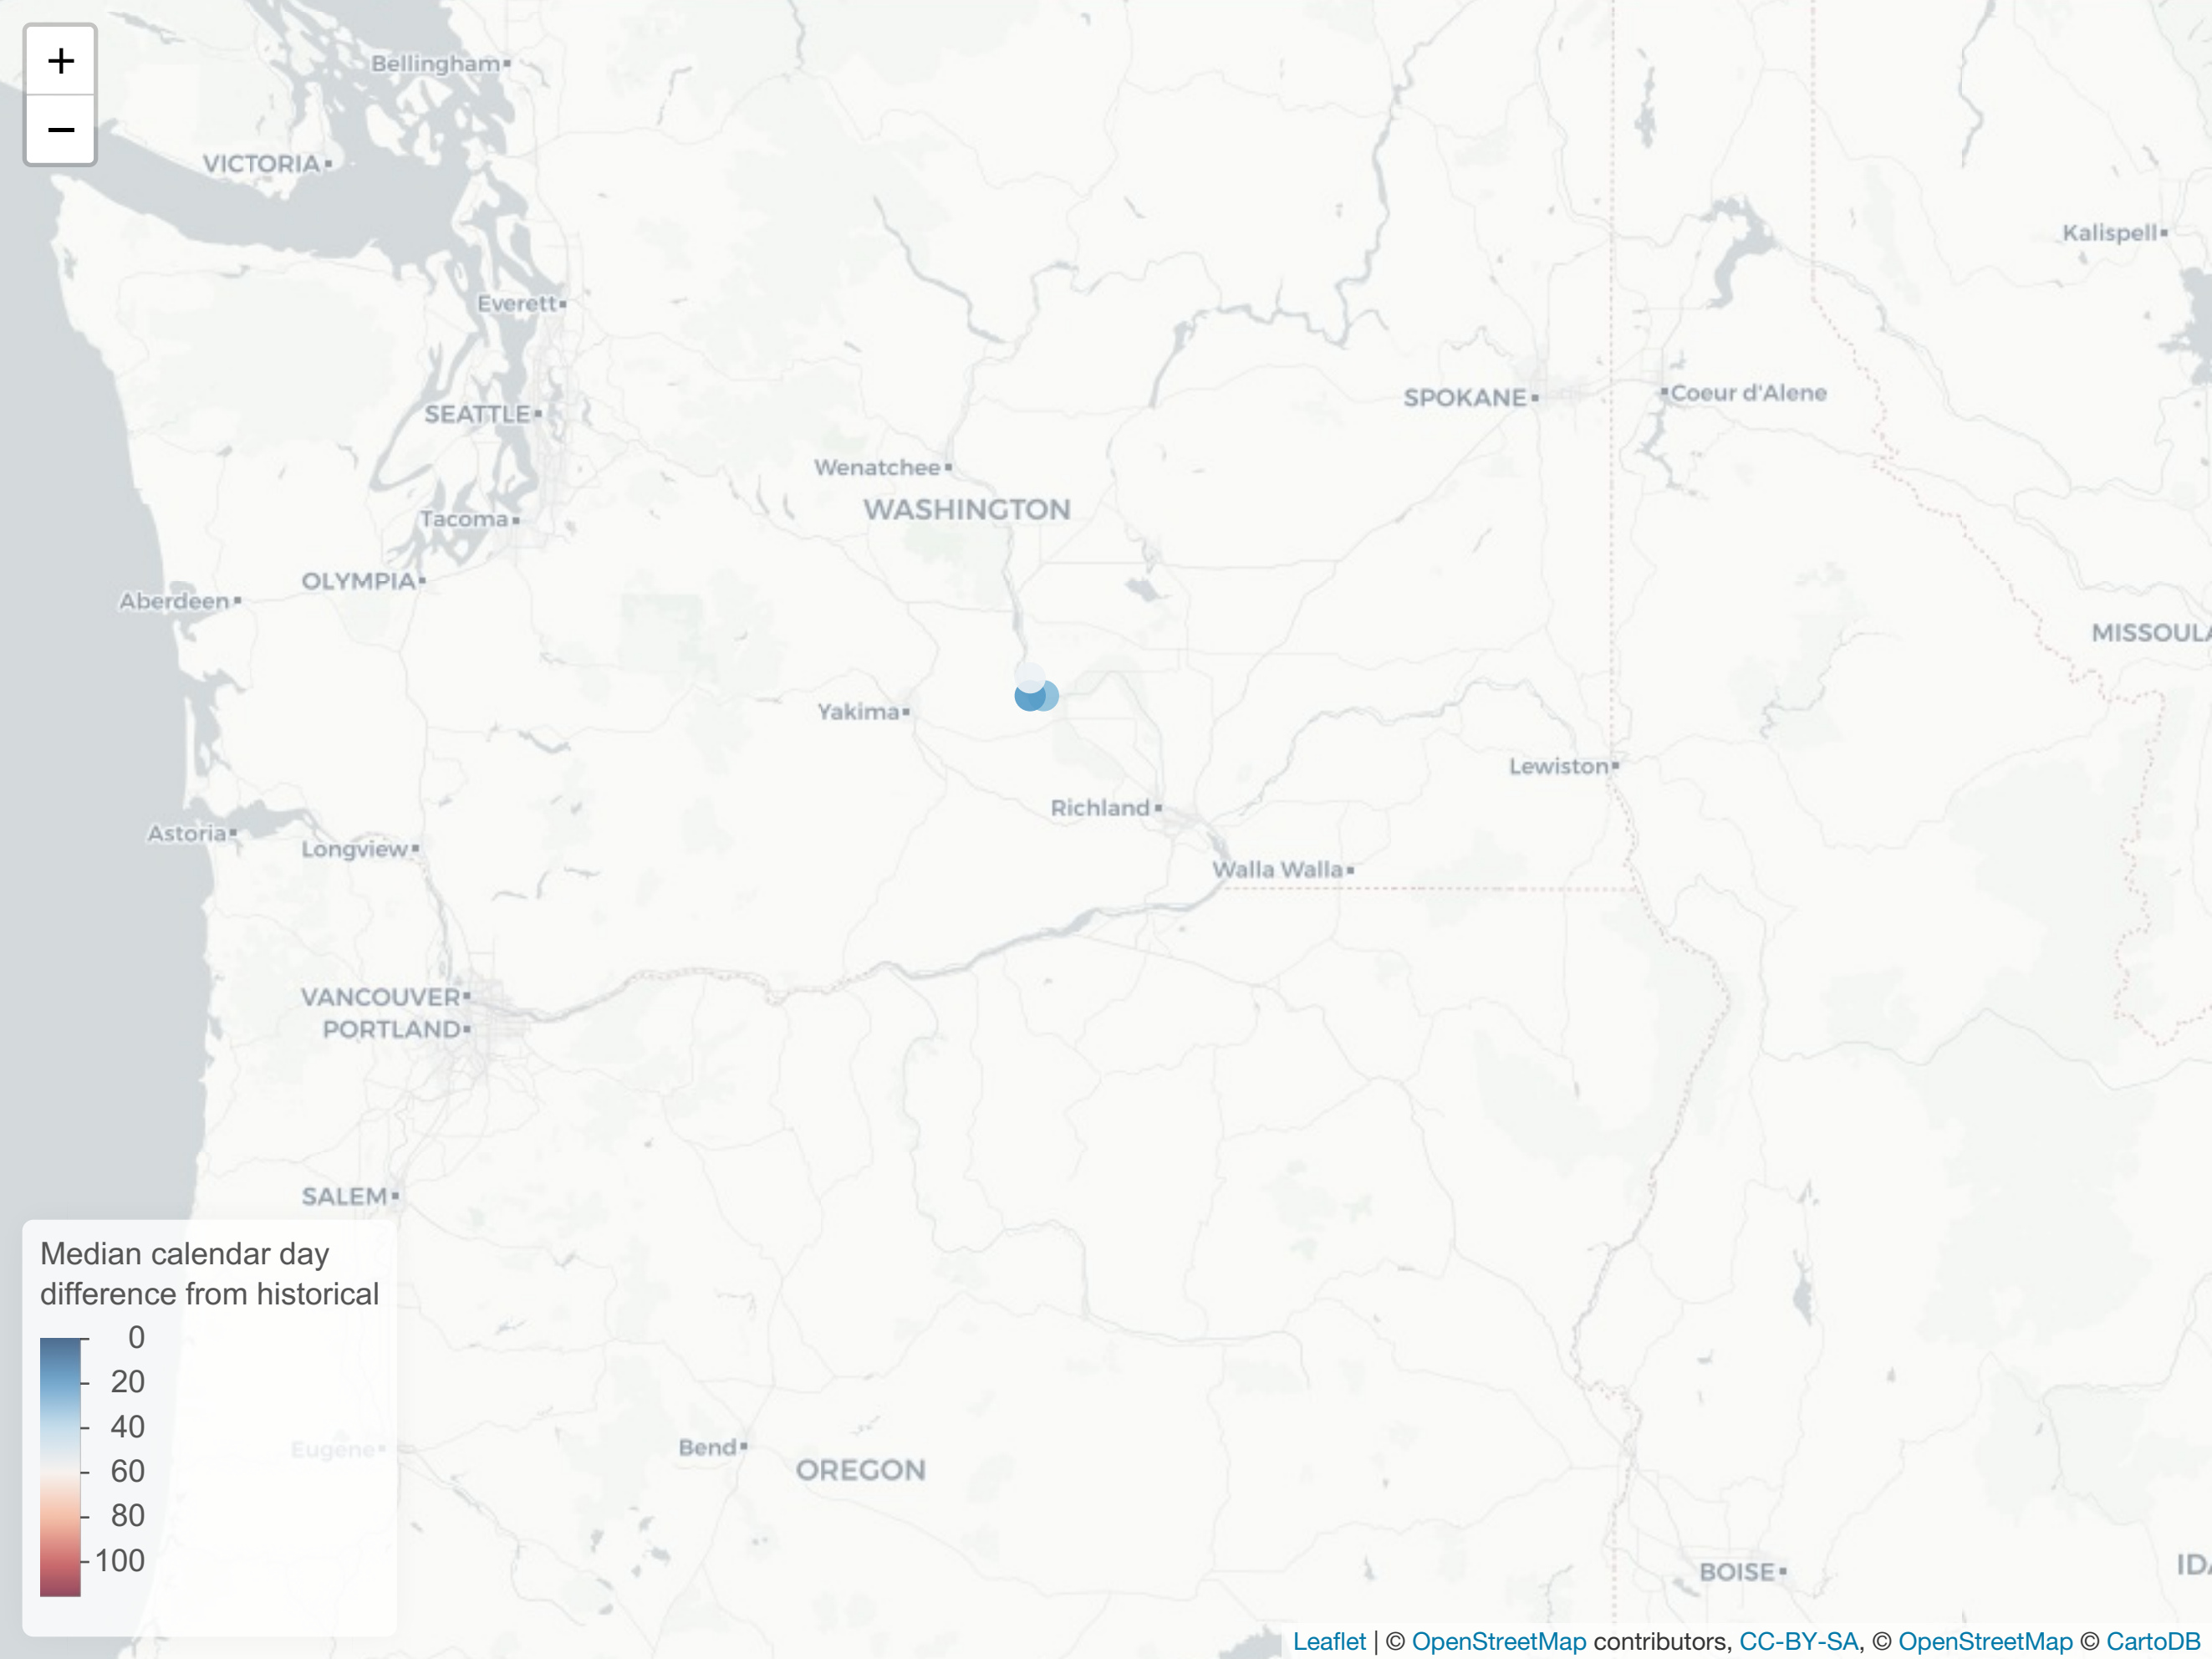 +
−
Bellingham
VICTORIA
Kalispell
Everett
SEATTLE
SPOKANE
Coeur d'Alene
Wenatchee
WASHINGTON
Tacoma
OLYMPIA
Aberdeen
MISSOULA
Yakima
Lewiston
Richland
Astoria
Longview
Walla Walla
VANCOUVER
PORTLAND
SALEM
Median calendar day
difference from historical
0
20
40
60
80
100
Eugene
Bend
OREGON
BOISE
IDA
Leaflet | © OpenStreetMap contributors, CC-BY-SA, © OpenStreetMap © CartoDB